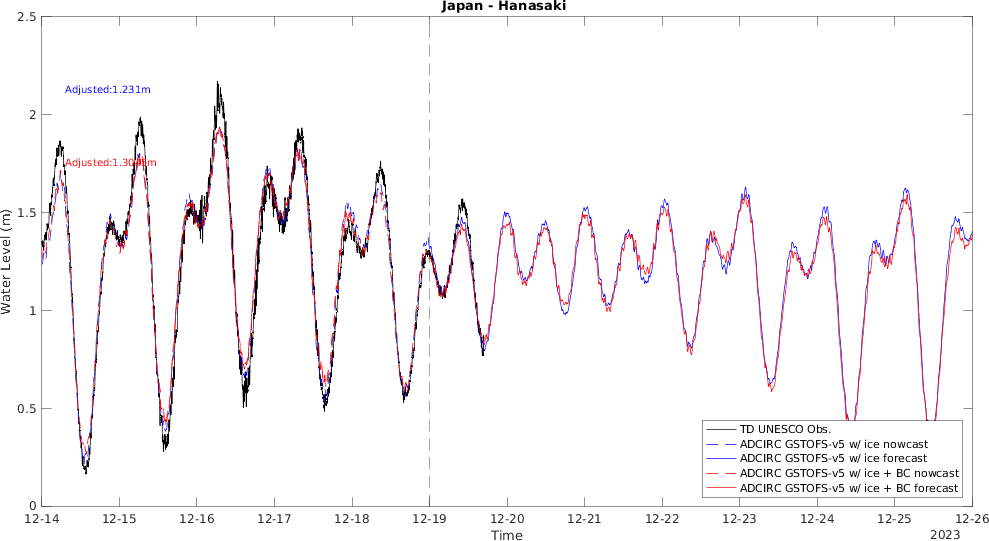 Japan - Hanasaki
2.5
2
1.5
1
0.5
0
Water Level (m)
Adjusted:1.231m
TD UNESCO Obs.
ADCIRC GSTOFS-v5 w/ ice nowcast
ADCIRC GSTOFS-v5 w/ ice forecast
ADCIRC GSTOFS-v5 w/ ice + BC nowcast
ADCIRC GSTOFS-v5 w/ ice + BC forecast
12-14 12-15 12-16 12-17 12-18 12-19 12-20 12-21 12-22 12-23 12-24 12-25 12-26
Time
2023